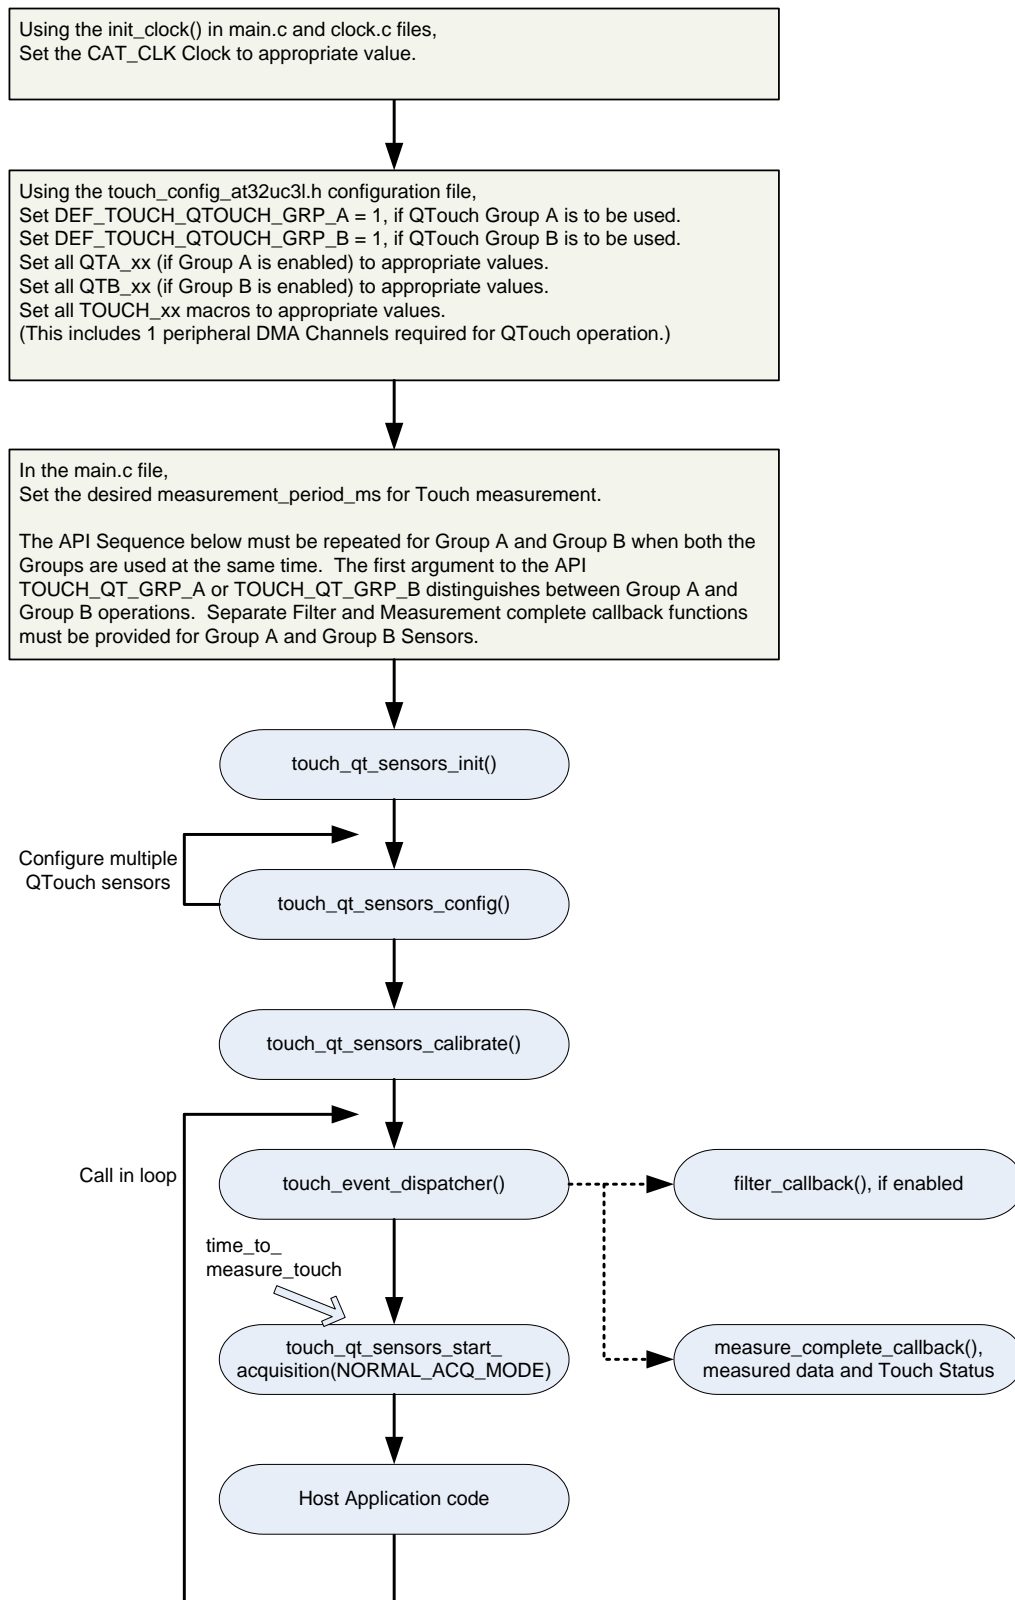 Using the init_clock() in main.c and clock.c files,
Set the CAT_CLK Clock to appropriate value.
Using the touch_config_at32uc3l.h configuration file,
Set DEF_TOUCH_QTOUCH_GRP_A = 1, if QTouch Group A is to be used.
Set DEF_TOUCH_QTOUCH_GRP_B = 1, if QTouch Group B is to be used.
Set all QTA_xx (if Group A is enabled) to appropriate values.
Set all QTB_xx (if Group B is enabled) to appropriate values.
Set all TOUCH_xx macros to appropriate values.
(This includes 1 peripheral DMA Channels required for QTouch operation.)
In the main.c file,
Set the desired measurement_period_ms for Touch measurement.
The API Sequence below must be repeated for Group A and Group B when both the
Groups are used at the same time.  The first argument to the API
TOUCH_QT_GRP_A or TOUCH_QT_GRP_B distinguishes between Group A and
Group B operations.  Separate Filter and Measurement complete callback functions
must be provided for Group A and Group B Sensors.
touch_qt_sensors_init()
Configure multiple
QTouch sensors
touch_qt_sensors_config()
touch_qt_sensors_calibrate()
Call in loop
touch_event_dispatcher()
filter_callback(), if enabled
time_to_
measure_touch
touch_qt_sensors_start_
acquisition(NORMAL_ACQ_MODE)
measure_complete_callback(),
measured data and Touch Status
Host Application code